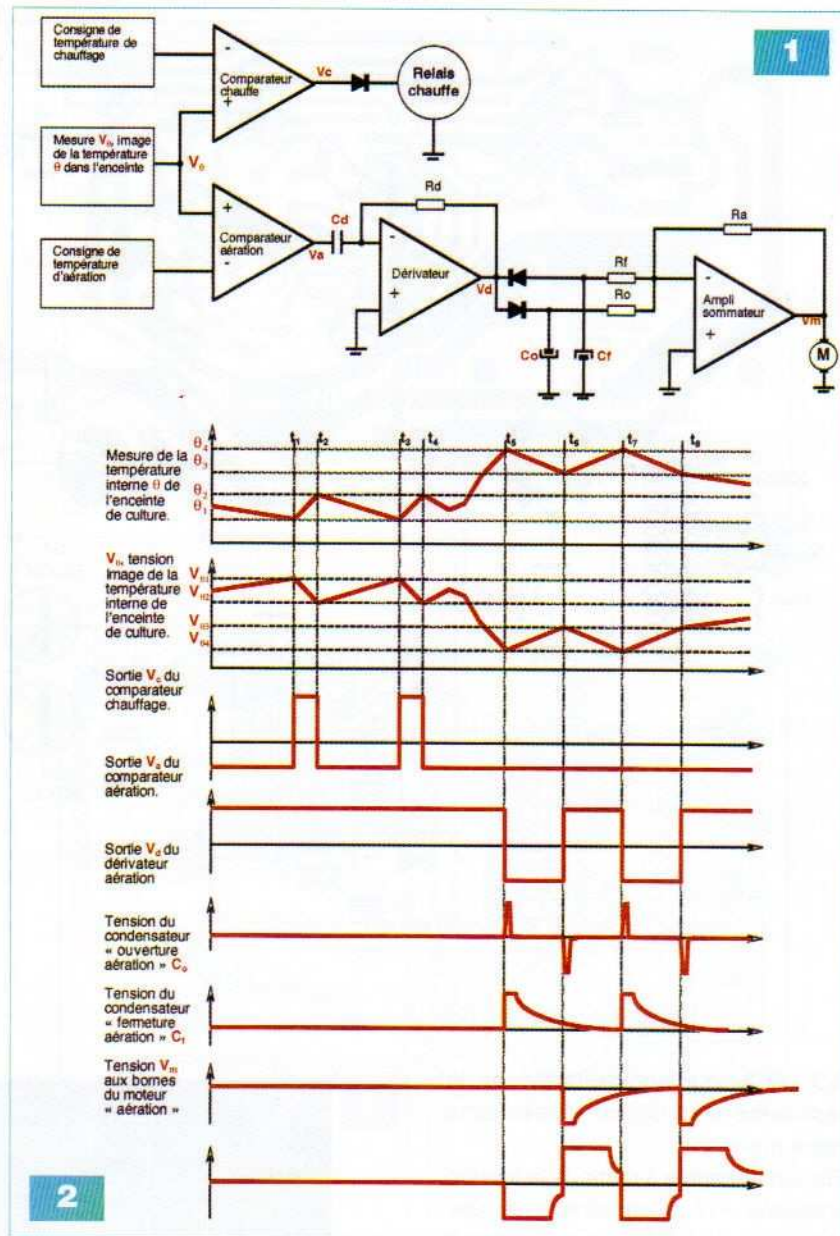 1
Consigne de
température de
chauffage
-
Comparateur
chauffe
+
Vc
Relais
chauffe
Mesure Vθ, image
de la température
θ dans l'enceinte
Vθ
Consigne de
température
d'aération
+
Comparateur
aération
-
Va
Cd
Rd
-
Dérivateur
+
Vd
Co
Cf
Rf
Ro
Ra
-
Ampli
sommateur
+
Vm
M
t1 t2 t3 t4 t5 t6 t7 t8
Mesure de la
température
interne θ de
l'enceinte
de culture.
θ4
θ3
θ2
θ1
Vθ, tension
image de la
température
interne de
l'enceinte
de culture.
Vθ1
Vθ2
Vθ3
Vθ4
Sortie Vc du
comparateur
chauffage.
Sortie Va du
comparateur
aération.
Sortie Vd du
dérivateur
aération
Tension du
condensateur
« ouverture
aération » Co
Tension du
condensateur
« fermeture
aération » Cf
Tension Vm
aux bornes
du moteur
« aération »
2